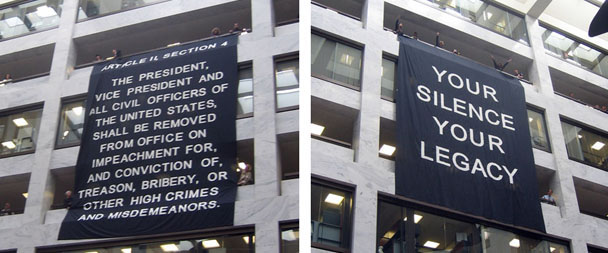 ARTICLE II, SECTION 4
THE PRESIDENT,
VICE PRESIDENT AND
ALL CIVIL OFFICERS OF
THE UNITED STATES,
SHALL BE REMOVED
FROM OFFICE ON
IMPEACHMENT FOR,
AND CONVICTION OF,
TREASON, BRIBERY, OR
OTHER HIGH CRIMES
AND MISDEMEANORS.
YOUR
SILENCE
YOUR
LEGACY